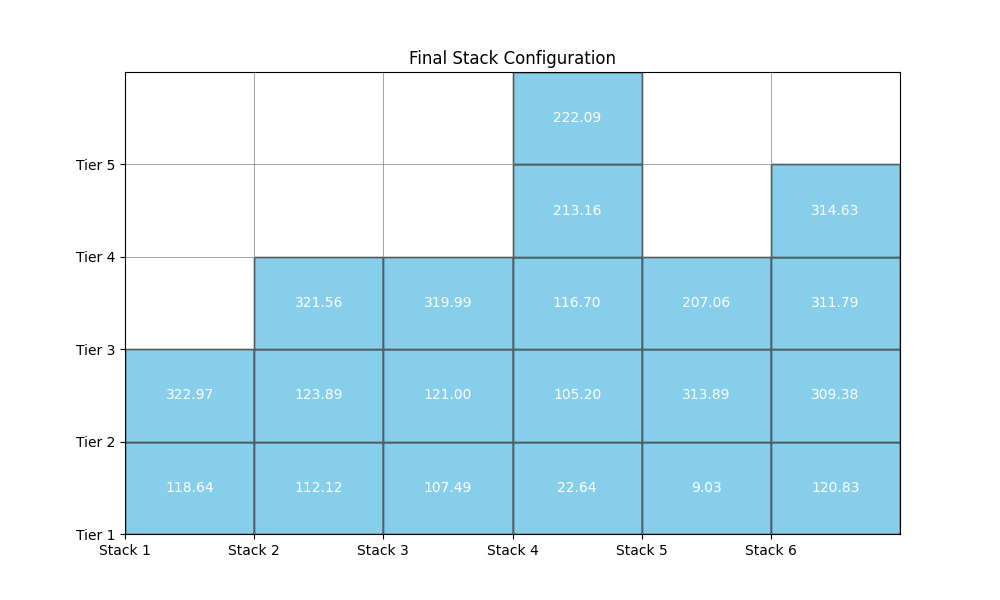 Final Stack Configuration
222.09
Tier 5
213.16 314.63
Tier 4
321.56 319.99 116.70 207.06 311.79
Tier 3
322.97 123.89 121.00 105.20 313.89 309.38
Tier 2
118.64 112.12 107.49 22.64 9.03 120.83
Tier 1
Stack 1 Stack 2 Stack 3 Stack 4 Stack 5 Stack 6